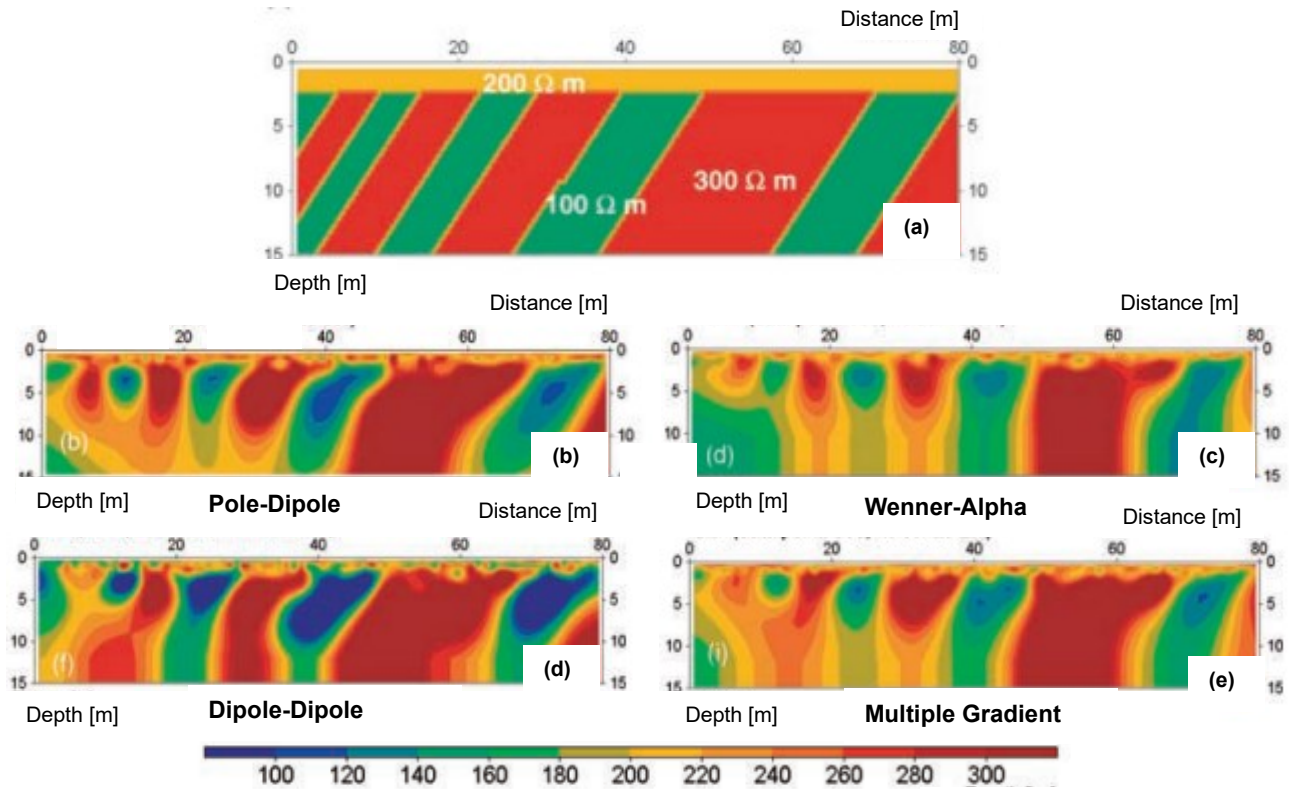 Distance [m]
0 20 40 60 80
0 0
200 Ω m
5 5
300 Ω m
10 10
100 Ω m
(a)
15 15
Depth [m]
Distance [m]
0 20 40 60 80
0 0
5 5
10 10
(b)
(b)
15
Depth [m]
Pole-Dipole
Distance [m]
0 20 40 60 80
0 0
5 5
10 10
(d)
(c)
15 15
Depth [m]
Wenner-Alpha
Distance [m]
0 20 40 60 80
0 0
5 5
10 10
(f)
(d)
15 15
Depth [m]
Dipole-Dipole
Distance [m]
0 20 40 60 80
0 0
5 5
10 10
(i)
(e)
15 15
Depth [m]
Multiple Gradient
100 120 140 160 180 200 220 240 260 280 300